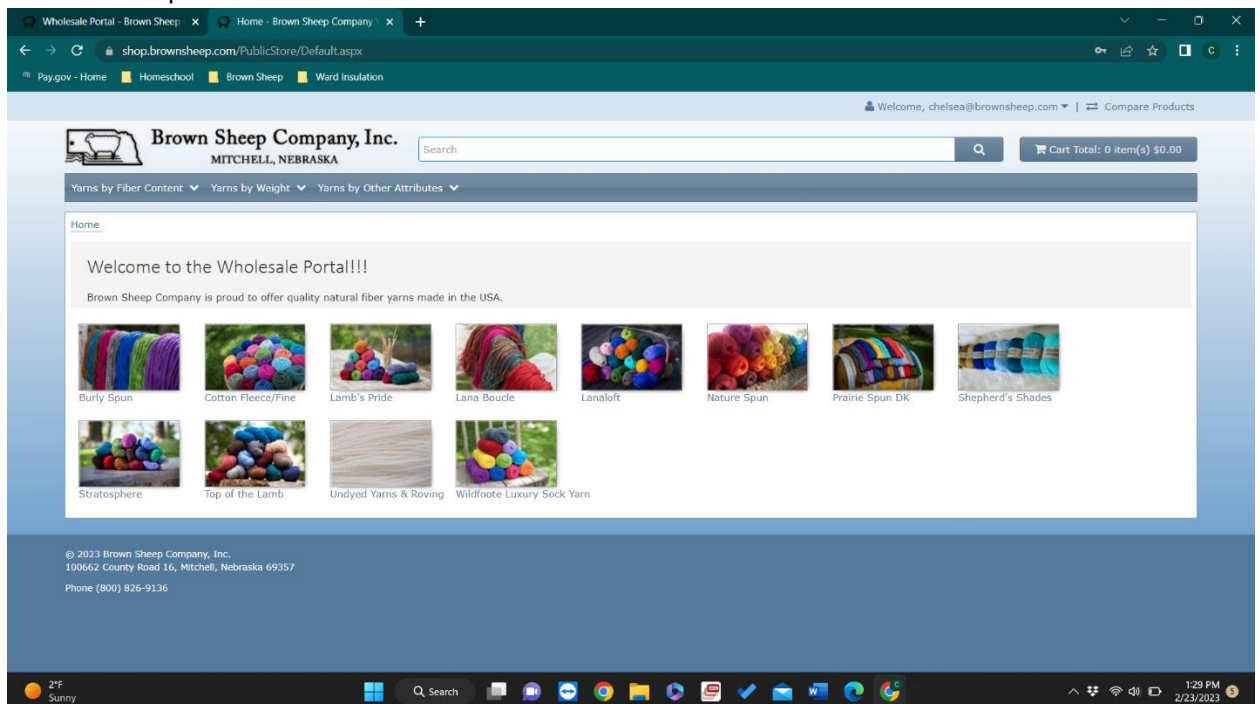 Wholesale Portal - Brown Sheep
Home - Brown Sheep Company
shop.brownsheep.com/PublicStore/Default.aspx
C
Pay.gov - Home Homeschool Brown Sheep Ward Insulation
Welcome, chelsea@brownsheep.com | Compare Products
Brown Sheep Company, Inc.
MITCHELL, NEBRASKA
Search
Cart Total: 0 item(s) $0.00
Yarns by Fiber Content Yarns by Weight Yarns by Other Attributes
Home
Welcome to the Wholesale Portal!!!
Brown Sheep Company is proud to offer quality natural fiber yarns made in the USA.
Burly Spun Cotton Fleece/Fine Lamb's Pride Lana Boucle Lanaloft Nature Spun Prairie Spun DK Shepherd's Shades
Stratosphere Top of the Lamb Undyed Yarns & Roving Wildfoote Luxury Sock Yarn
© 2023 Brown Sheep Company, Inc.
100662 County Road 16, Mitchell, Nebraska 69357
Phone (800) 826-9136
2°F
Sunny
Search
1:29 PM
2/23/2023
5